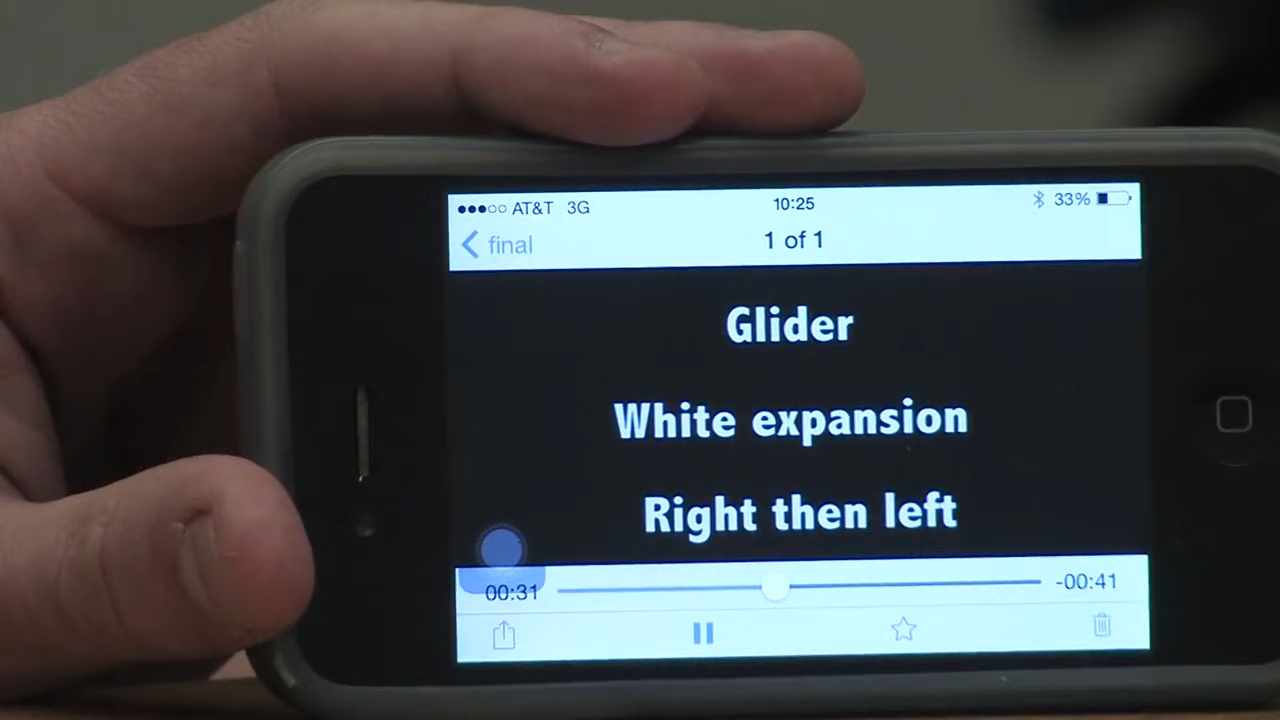 AT&T 3G 10:25 33%
final 1 of 1
Glider
White expansion
Right then left
00:31 -00:41